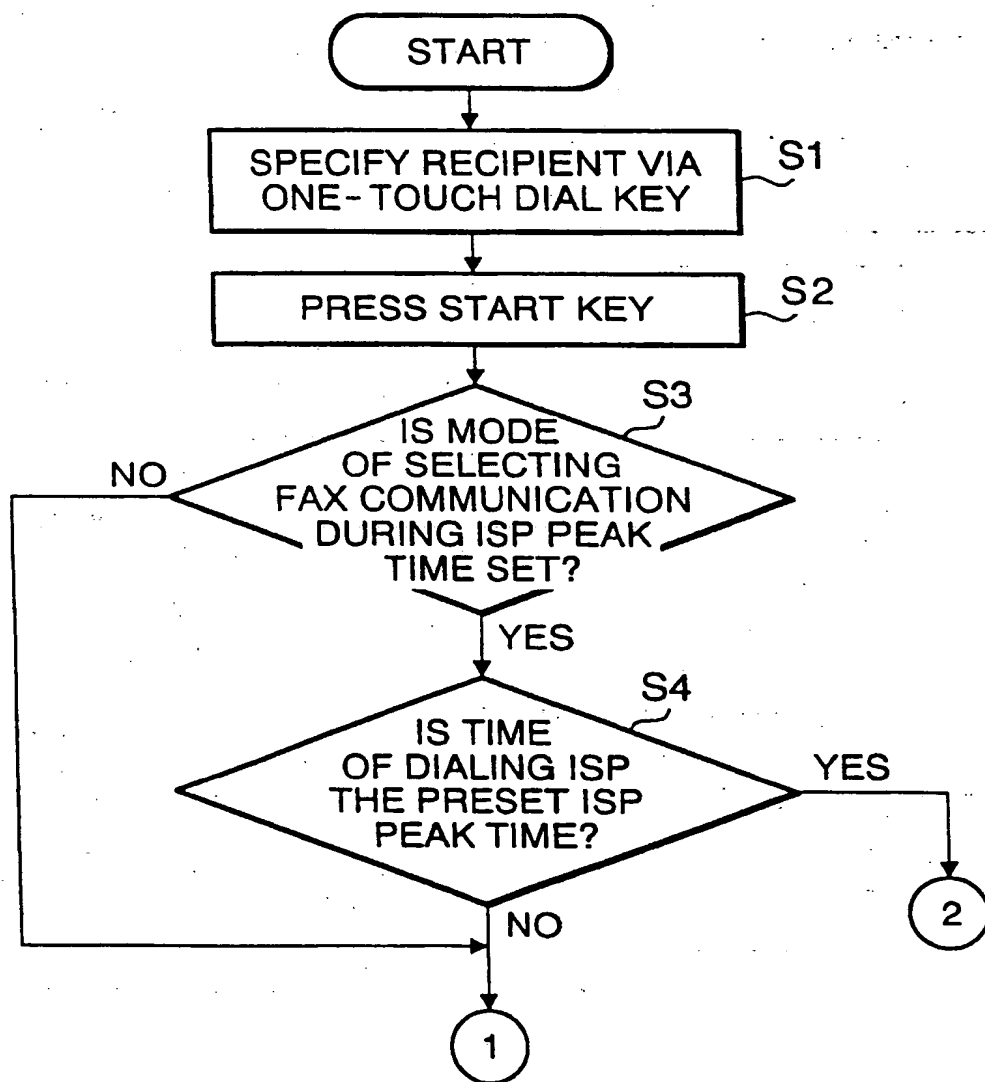 START
SPECIFY RECIPIENT VIA
ONE-TOUCH DIAL KEY
S1
PRESS START KEY
S2
S3
IS MODE
OF SELECTING
FAX COMMUNICATION
DURING ISP PEAK
TIME SET?
NO
YES
S4
IS TIME
OF DIALING ISP
THE PRESET ISP
PEAK TIME?
YES
NO
2
1